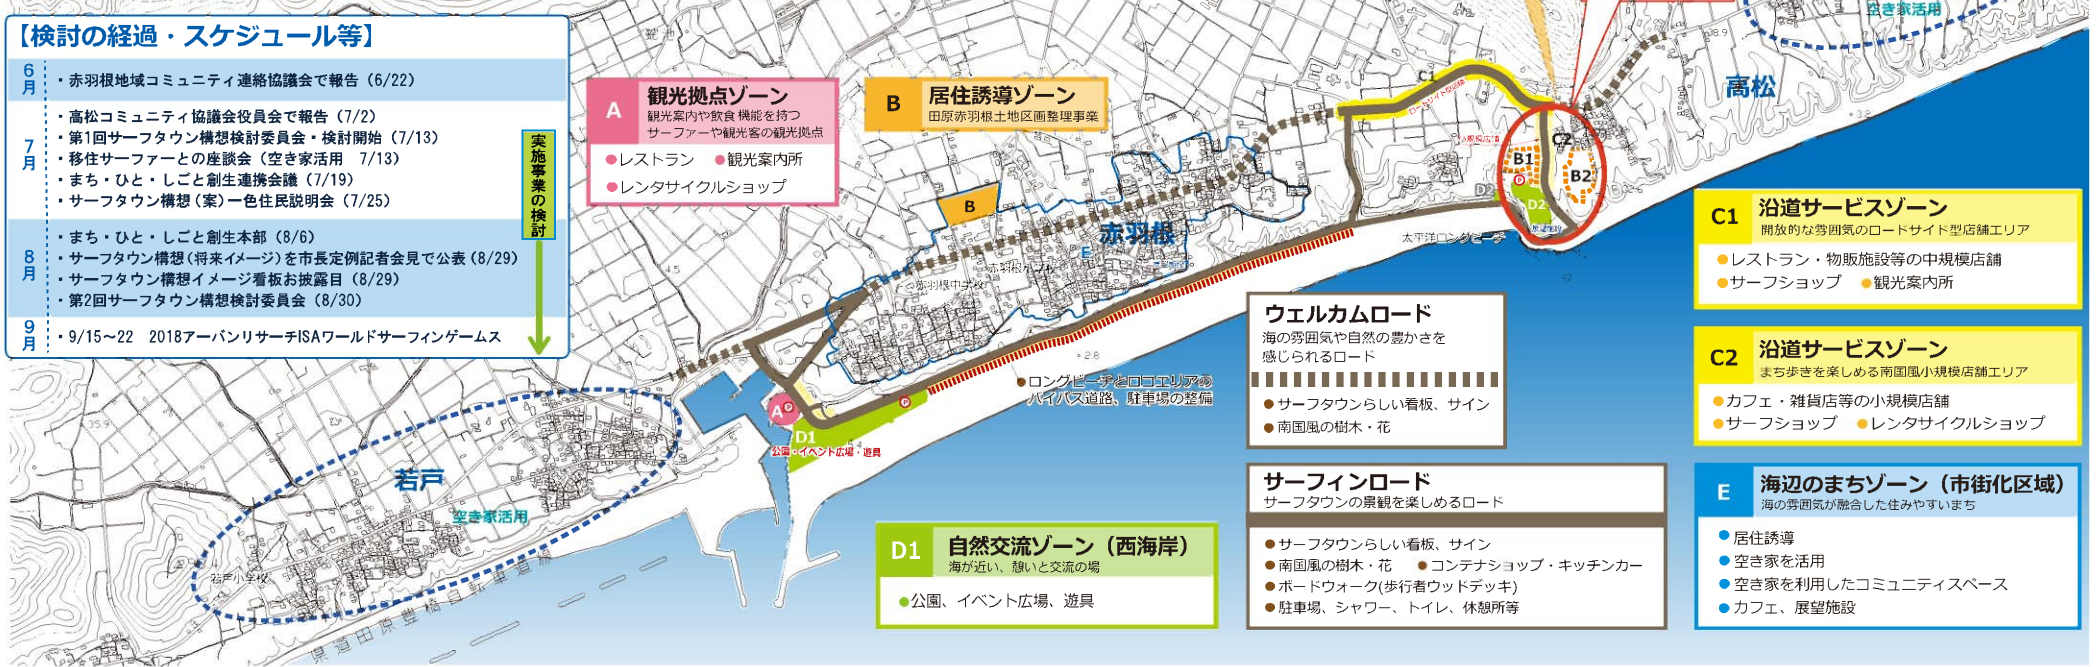 【検討の経過・スケジュール等】
6月
・赤羽根地域コミュニティ連絡協議会で報告（6/22）
7月
・高松コミュニティ協議会役員会で報告（7/2）
・第1回サーフタウン構想検討委員会・検討開始（7/13）
・移住サーファーとの座談会（空き家活用　7/13）
・まち・ひと・しごと創生連携会議（7/19）
・サーフタウン構想（案）一色住民説明会（7/25）
8月
・まち・ひと・しごと創生本部（8/6）
・サーフタウン構想（将来イメージ）を市長定例記者会見で公表（8/29）
・サーフタウン構想イメージ看板お披露目（8/29）
・第2回サーフタウン構想検討委員会（8/30）
9月
・9/15～22　2018アーバンリサーチISAワールドサーフィンゲームス
実施事業の検討
A
観光拠点ゾーン
観光案内や飲食機能を持つ
サーファーや観光客の観光拠点
●レストラン　●観光案内所
●レンタサイクルショップ
B
居住誘導ゾーン
田原赤羽根土地区画整理事業
空き家活用
高松
C1
C2
B1
B2
P
D2
D2
太平洋ロングビーチ
B
赤羽根
E
赤羽根小学校
赤羽根中学校
●ロングビーチとロコエリアの
バイパス道路、駐車場の整備
A P
P
D1
公園・イベント広場・遊具
若戸
空き家活用
若戸小学校
県道田原豊橋自転車道線
35.9
4.5
2.8
3.2
ウェルカムロード
海の雰囲気や自然の豊かさを
感じられるロード
●サーフタウンらしい看板、サイン
●南国風の樹木・花
サーフィンロード
サーフタウンの景観を楽しめるロード
●サーフタウンらしい看板、サイン
●南国風の樹木・花　●コンテナショップ・キッチンカー
●ボードウォーク(歩行者ウッドデッキ)
●駐車場、シャワー、トイレ、休憩所等
D1
自然交流ゾーン（西海岸）
海が近い、憩いと交流の場
●公園、イベント広場、遊具
C1
沿道サービスゾーン
開放的な雰囲気のロードサイド型店舗エリア
●レストラン・物販施設等の中規模店舗
●サーフショップ　●観光案内所
C2
沿道サービスゾーン
まち歩きを楽しめる南国風小規模店舗エリア
●カフェ・雑貨店等の小規模店舗
●サーフショップ　●レンタサイクルショップ
E
海辺のまちゾーン（市街化区域）
海の雰囲気が融合した住みやすいまち
●居住誘導
●空き家を活用
●空き家を利用したコミュニティスペース
●カフェ、展望施設